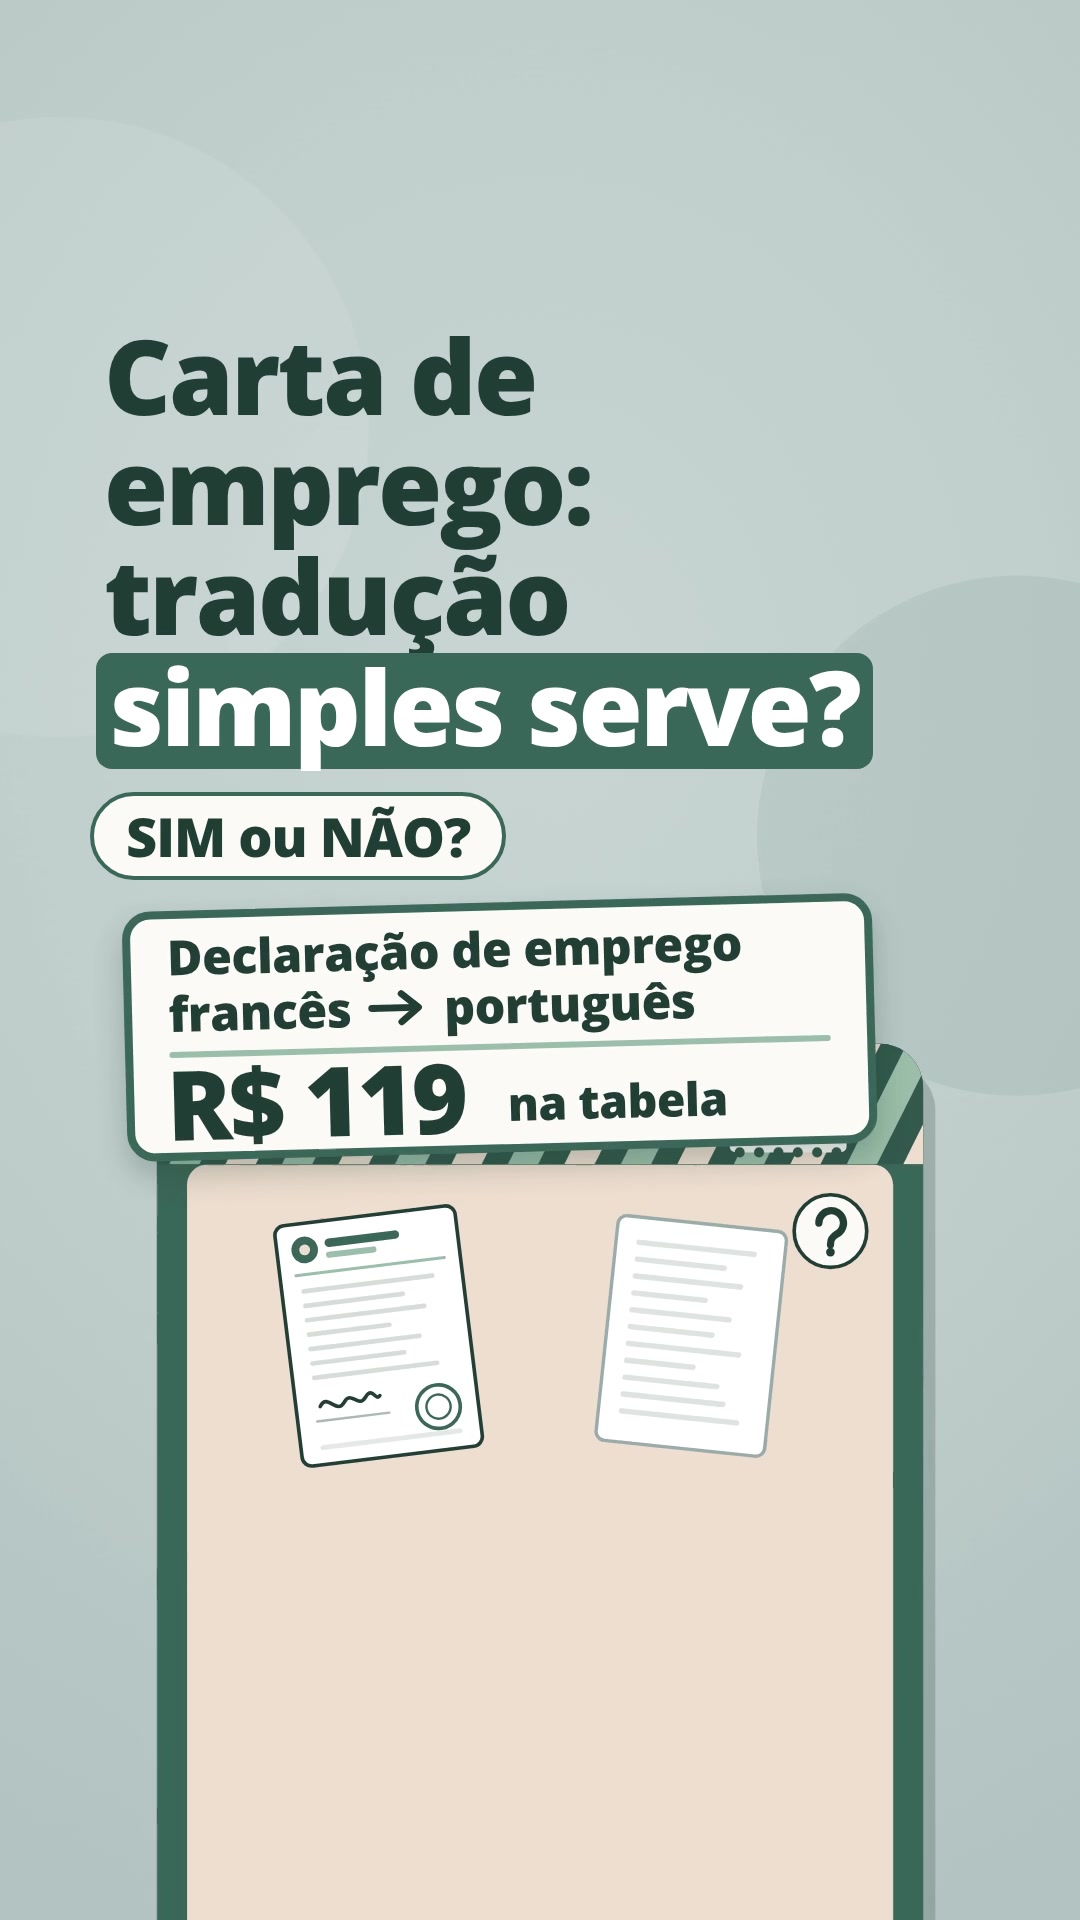 Carta de
emprego:
tradução
simples serve?
SIM ou NÃO?
Declaração de emprego
francês → português
R$ 119 na tabela
?